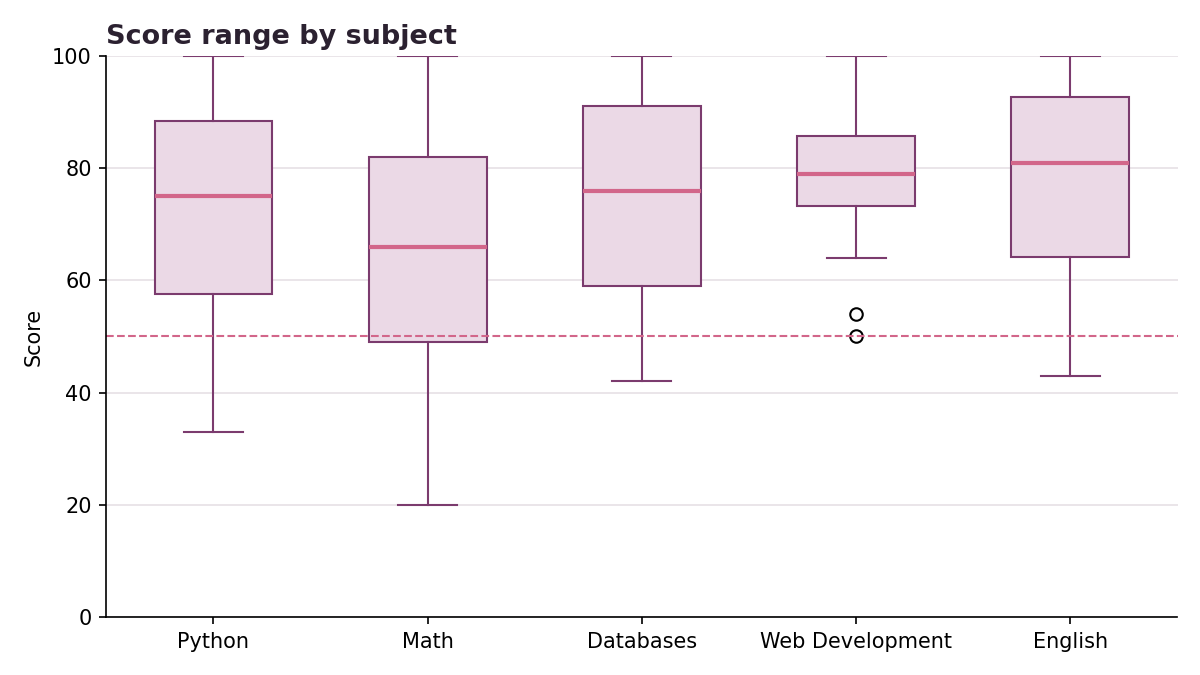 Score range by subject
100
80
60
40
20
0
Score
Python
Math
Databases
Web Development
English